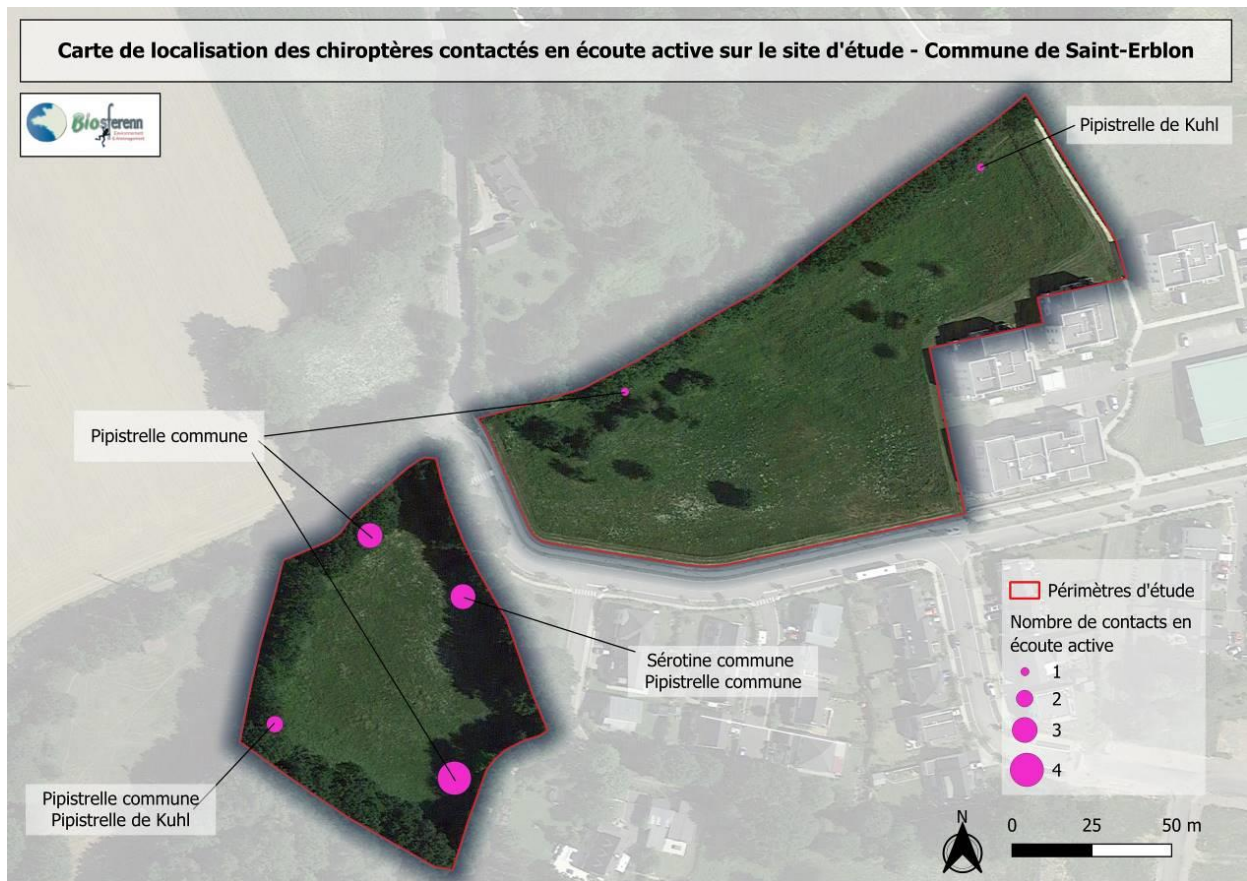 Carte de localisation des chiroptères contactés en écoute active sur le site d'étude - Commune de Saint-Erblon
Biosferenn
Pipistrelle de Kuhl
Pipistrelle commune
Sérotine commune
Pipistrelle commune
Pipistrelle commune
Pipistrelle de Kuhl
Périmètres d'étude
Nombre de contacts en
écoute active
1
2
3
4
N
0 25 50 m